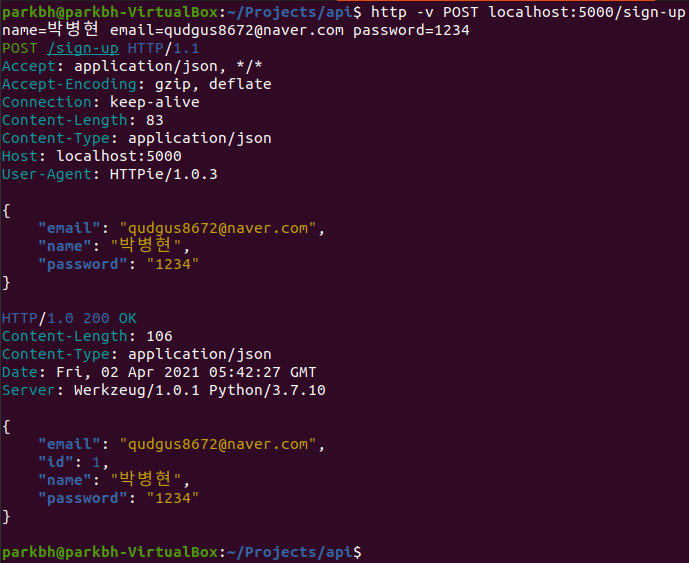 parkbh@parkbh-VirtualBox:~/Projects/api$ http -v POST localhost:5000/sign-up
name=박병현 email=qudgus8672@naver.com password=1234
POST /sign-up HTTP/1.1
Accept: application/json, */*
Accept-Encoding: gzip, deflate
Connection: keep-alive
Content-Length: 83
Content-Type: application/json
Host: localhost:5000
User-Agent: HTTPie/1.0.3

{
    "email": "qudgus8672@naver.com",
    "name": "박병현",
    "password": "1234"
}

HTTP/1.0 200 OK
Content-Length: 106
Content-Type: application/json
Date: Fri, 02 Apr 2021 05:42:27 GMT
Server: Werkzeug/1.0.1 Python/3.7.10

{
    "email": "qudgus8672@naver.com",
    "id": 1,
    "name": "박병현",
    "password": "1234"
}

parkbh@parkbh-VirtualBox:~/Projects/api$